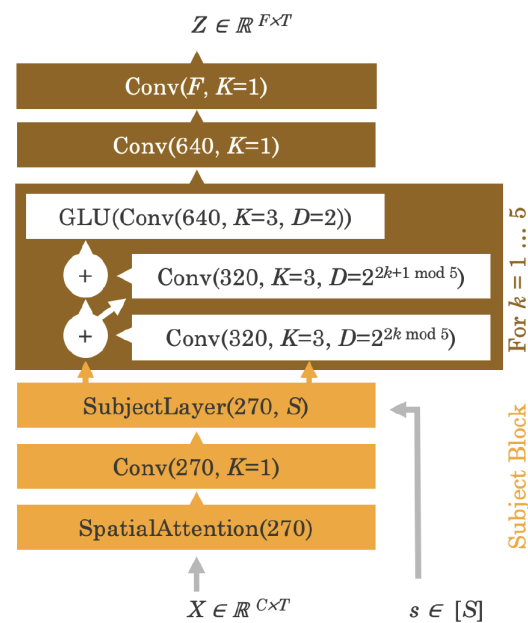 Z ∈ ℝ^{F×T}
Conv(F, K=1)
Conv(640, K=1)
GLU(Conv(640, K=3, D=2))
+
Conv(320, K=3, D=2^{2k+1 mod 5})
+
Conv(320, K=3, D=2^{2k mod 5})
For k = 1 ... 5
SubjectLayer(270, S)
Conv(270, K=1)
SpatialAttention(270)
Subject Block
X ∈ ℝ^{C×T}
s ∈ [S]